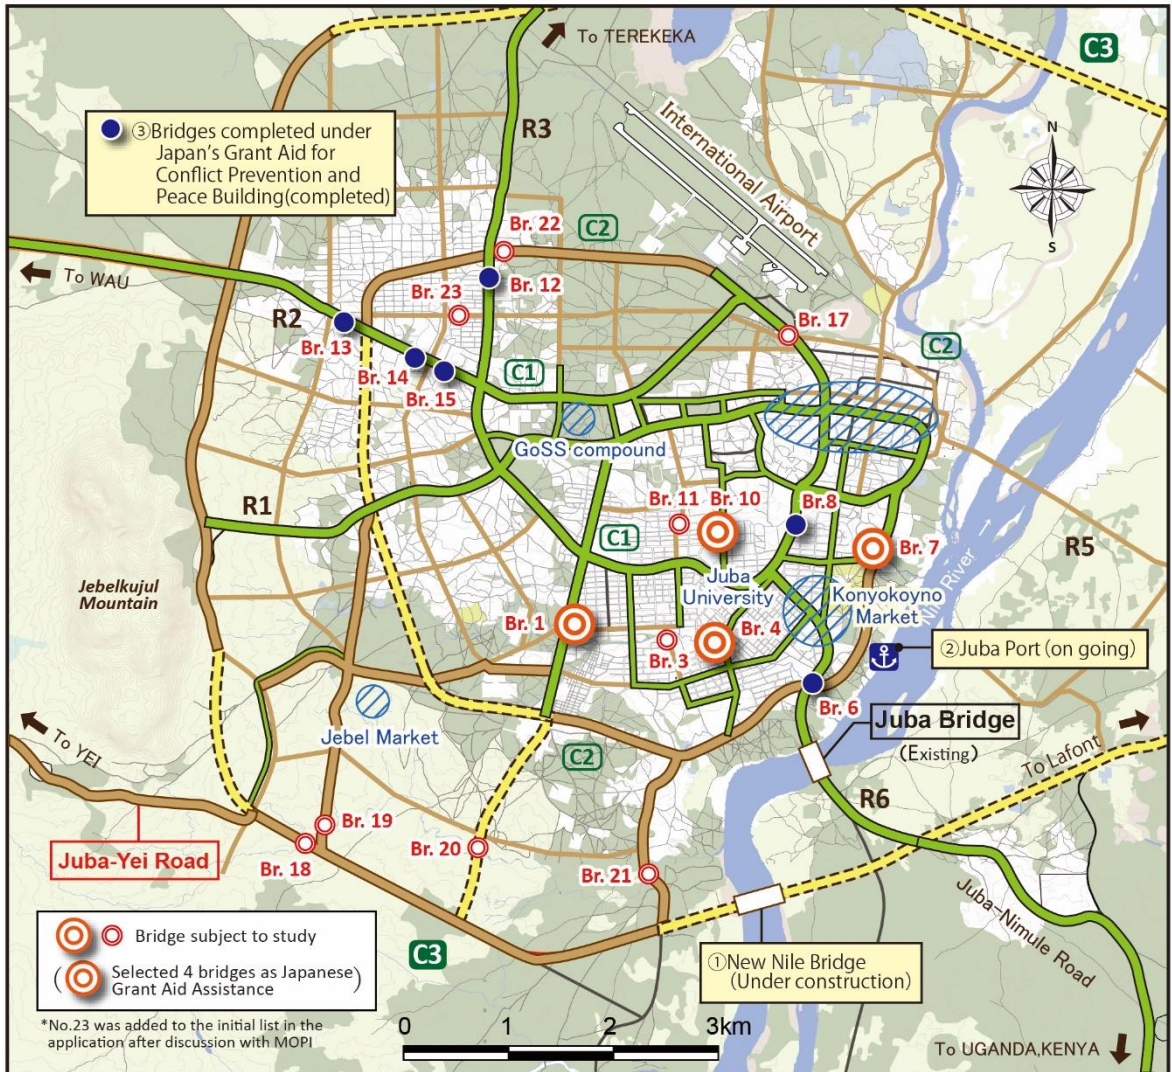 To TEREKEKA
C3
③Bridges completed under
Japan's Grant Aid for
Conflict Prevention and
Peace Building(completed)
R3
International Airport
N
S
Br. 22
C2
To WAU
Br. 12
Br. 23
R2
Br. 13
Br. 17
C2
Br. 14
C1
Br. 15
GoSS compound
R1
Br. 11
Br. 10
Br.8
C1
Br. 7
R5
Nile River
Jebelkujul
Mountain
Juba
University
Konyokoyno
Market
Br. 1
Br. 4
Br. 3
②Juba Port (on going)
Br. 6
Juba Bridge
(Existing)
Jebel Market
To YEI
C2
To Lafont
R6
Br. 19
Juba-Yei Road
Br. 18
Br. 20
Br. 21
Juba-Nimule Road
Bridge subject to study
( Selected 4 bridges as Japanese
Grant Aid Assistance )
C3
①New Nile Bridge
(Under construction)
*No.23 was added to the initial list in the
application after discussion with MOPI
0 1 2 3km
To UGANDA,KENYA